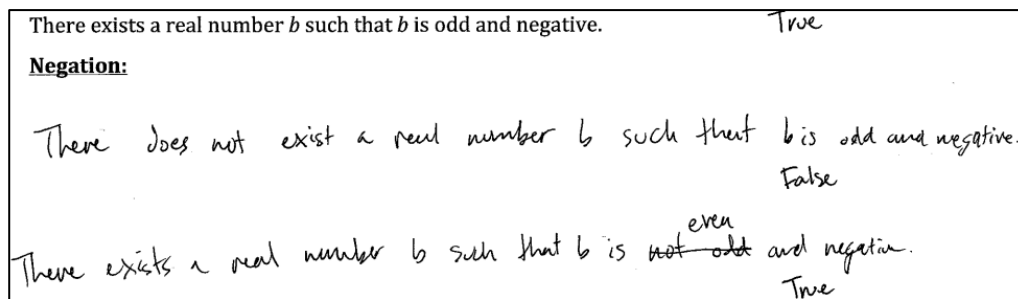 There exists a real number b such that b is odd and negative. True
Negation:
There does not exist a real number b such that b is odd and negative.
False
even
There exists a real number b such that b is not odd and negative.
True